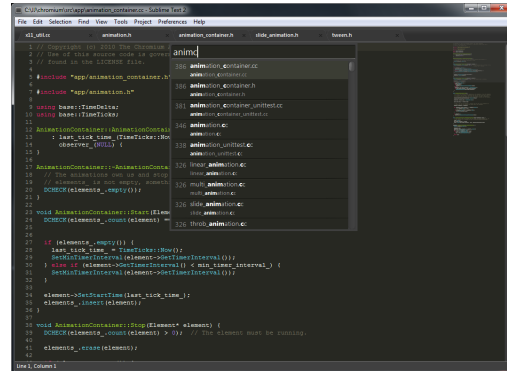 C:\U\chromium\src\app\animation_container.cc - Sublime Text 2
File Edit Selection Find View Tools Project Preferences Help
x11_util.cc animation.h animation_container.h slide_animation.h tween.h
animc
386 animation_container.cc
animation_container.cc
386 animation_container.h
animation_container.h
381 animation_container_unittest.cc
animation_container_unittest.cc
346 animation.cc
animation.cc
338 animation_unittest.cc
animation_unittest.cc
326 linear_animation.cc
linear_animation.cc
326 multi_animation.cc
multi_animation.cc
326 slide_animation.cc
slide_animation.cc
326 throb_animation.cc
1 // Copyright (c) 2010 The Chromium
2 // Use of this source code is gover
3 // found in the LICENSE file.
4
5 #include "app/animation_container.h"
6
7 #include "app/animation.h"
8
9 using base::TimeDelta;
10 using base::TimeTicks;
11
12 AnimationContainer::AnimationContai
13 : last_tick_time_(TimeTicks::Now
14 observer_(NULL) {
15 }
16
17 AnimationContainer::~AnimationConta
18 // The animations own us and stop
19 // elements_ is not empty, someth
20 DCHECK(elements_.empty());
21 }
22
23 void AnimationContainer::Start(Eleme
24 DCHECK(elements_.count(element) ==
25
26
27 if (elements_.empty()) {
28 last_tick_time_ = TimeTicks::Now();
29 SetMinTimerInterval(element->GetTimerInterval());
30 } else if (element->GetTimerInterval() < min_timer_interval_) {
31 SetMinTimerInterval(element->GetTimerInterval());
32 }
33
34 element->SetStartTime(last_tick_time_);
35 elements_.insert(element);
36 }
37
38 void AnimationContainer::Stop(Element* element) {
39 DCHECK(elements_.count(element) > 0); // The element must be running.
40
41 elements_.erase(element);
42
Line 1, Column 1